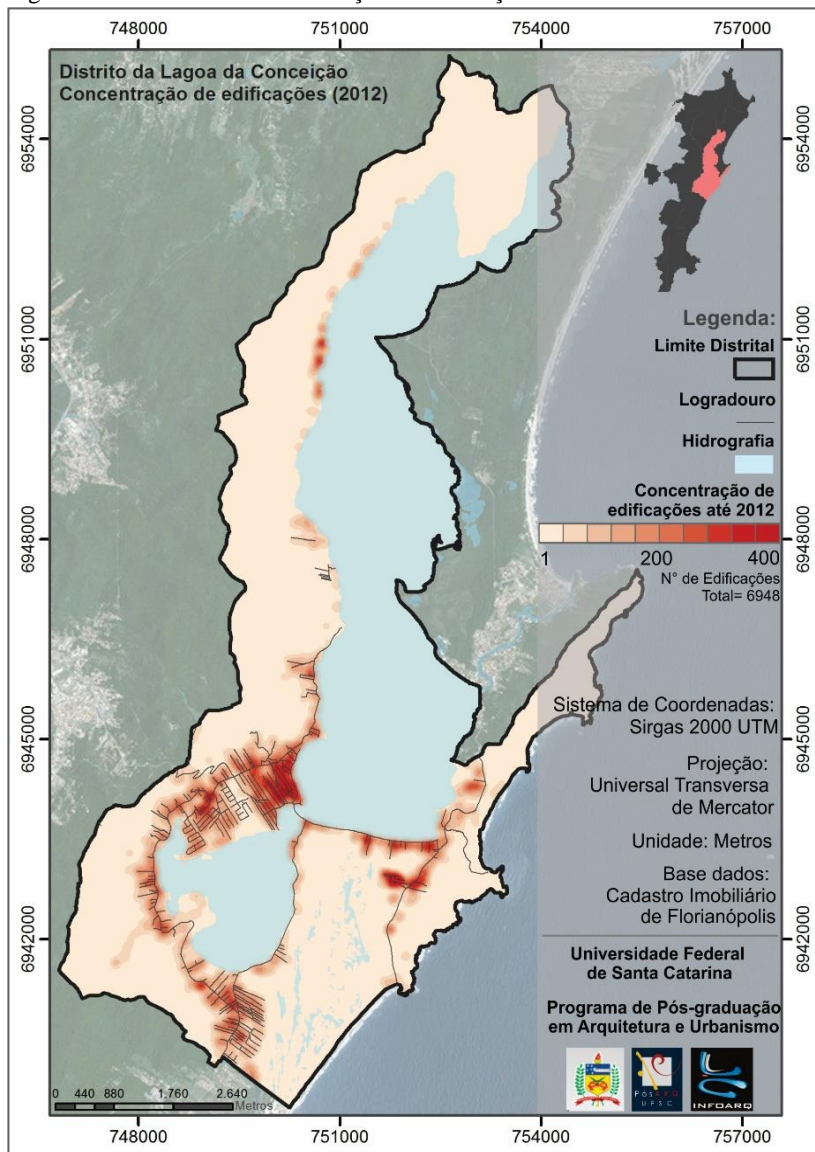 748000 751000 754000 757000
Distrito da Lagoa da Conceição
Concentração de edificações (2012)
6954000 6954000
6951000 6951000
6948000 6948000
6945000 6945000
6942000 6942000
Legenda:
Limite Distrital
Logradouro
Hidrografia
Concentração de
edificações até 2012
1 200 400
N° de Edificações
Total= 6948
Sistema de Coordenadas:
Sirgas 2000 UTM
Projeção:
Universal Transversa
de Mercator
Unidade: Metros
Base dados:
Cadastro Imobiliário
de Florianópolis
Universidade Federal
de Santa Catarina
Programa de Pós-graduação
em Arquitetura e Urbanismo
PósARQ
UFSC
INFOARQ
0 440 880 1.760 2.640
Metros
748000 751000 754000 757000